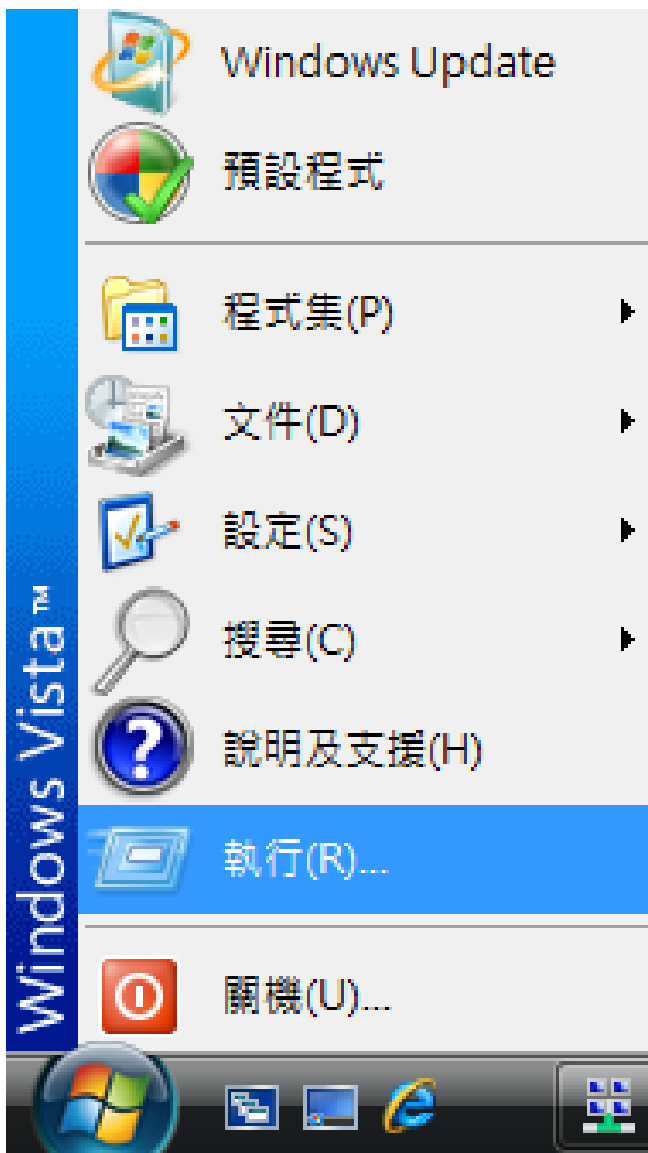 Windows Update
預設程式
程式集(P)
文件(D)
設定(S)
搜尋(C)
說明及支援(H)
執行(R)...
關機(U)...
Windows Vista™